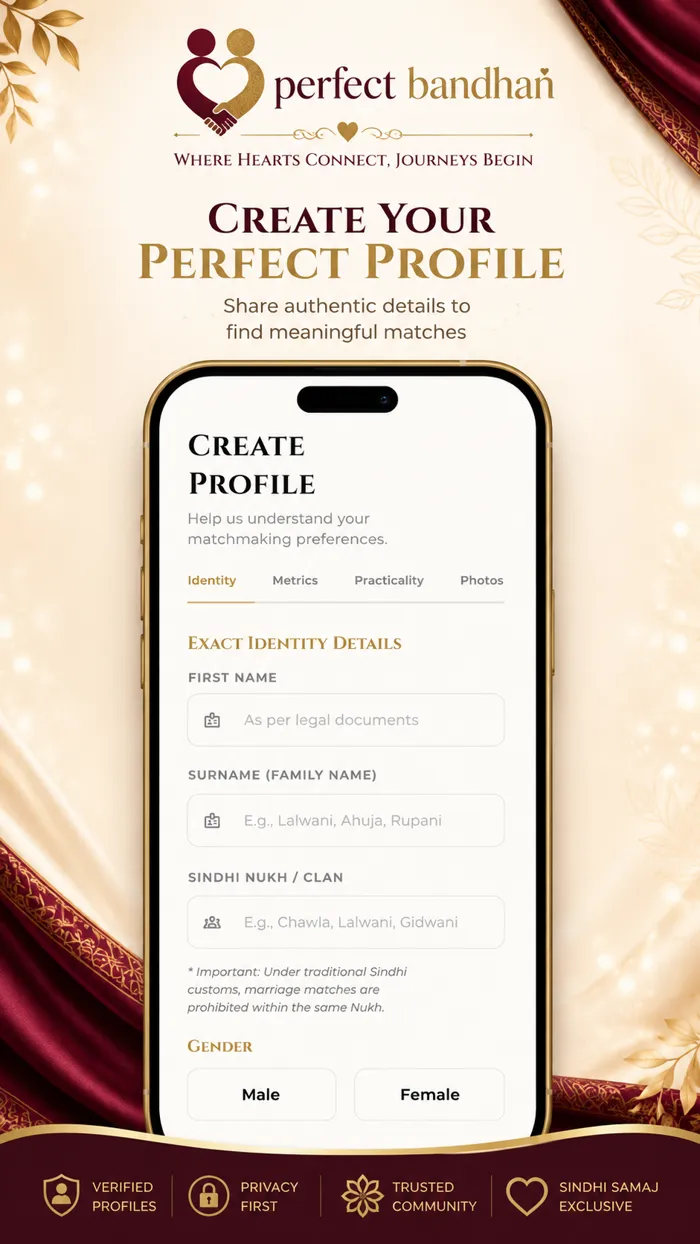 perfect bandhan
Where Hearts Connect, Journeys Begin
Create Your
Perfect Profile
Share authentic details to
find meaningful matches
Create
Profile
Help us understand your
matchmaking preferences.
Identity Metrics Practicality Photos
Exact Identity Details
FIRST NAME
As per legal documents
SURNAME (FAMILY NAME)
E.g., Lalwani, Ahuja, Rupani
SINDHI NUKH / CLAN
E.g., Chawla, Lalwani, Gidwani
* Important: Under traditional Sindhi
customs, marriage matches are
prohibited within the same Nukh.
Gender
Male Female
VERIFIED
PROFILES
PRIVACY
FIRST
TRUSTED
COMMUNITY
SINDHI SAMAJ
EXCLUSIVE